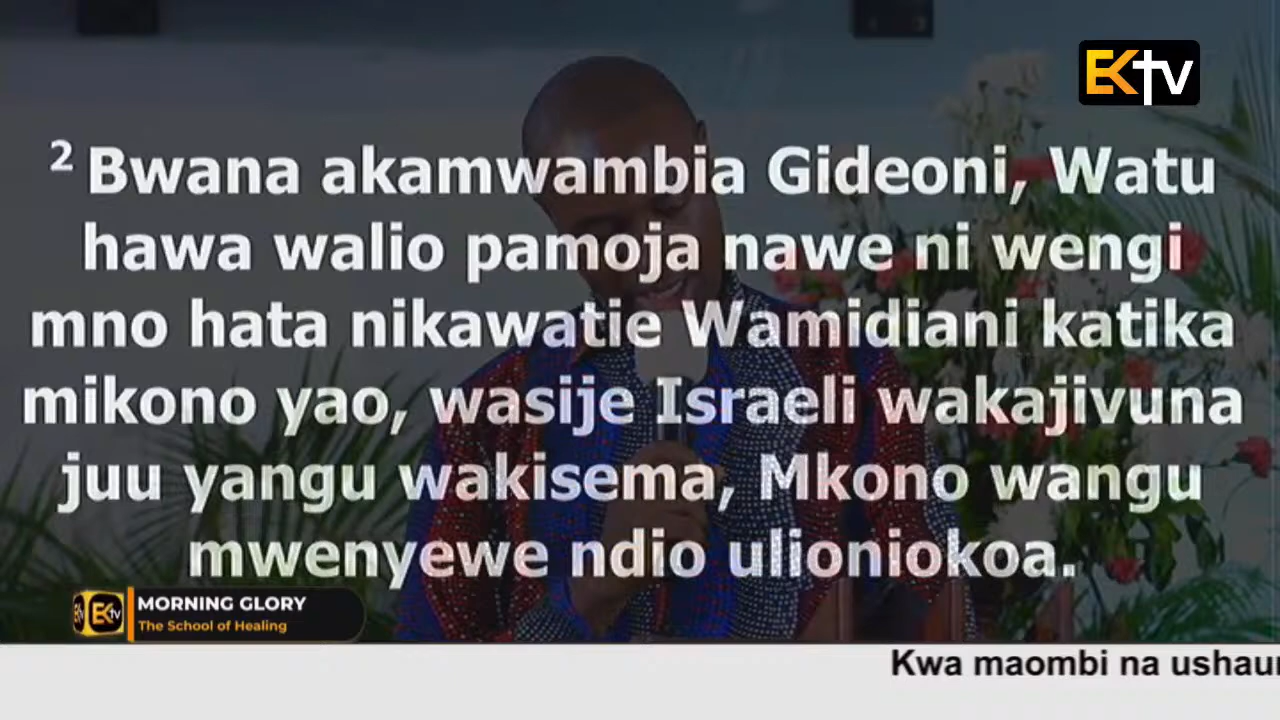 EKTV
2 Bwana akamwambia Gideoni, Watu
hawa walio pamoja nawe ni wengi
mno hata nikawatie Wamidiani katika
mikono yao, wasije Israeli wakajivuna
juu yangu wakisema, Mkono wangu
mwenyewe ndio ulioniokoa.
EKTV
MORNING GLORY
The School of Healing
Kwa maombi na ushaur